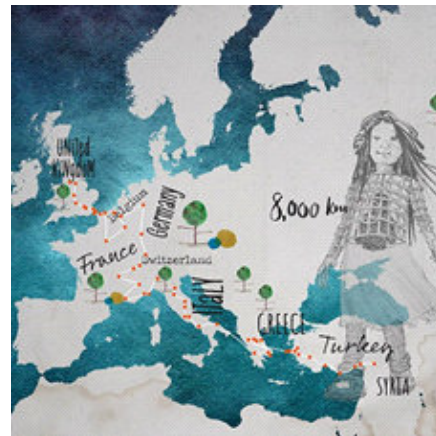 United
Kingdom
Belgium
Germany
8,000 km
France
Switzerland
ITALY
GREECE
Turkey
SYRIA